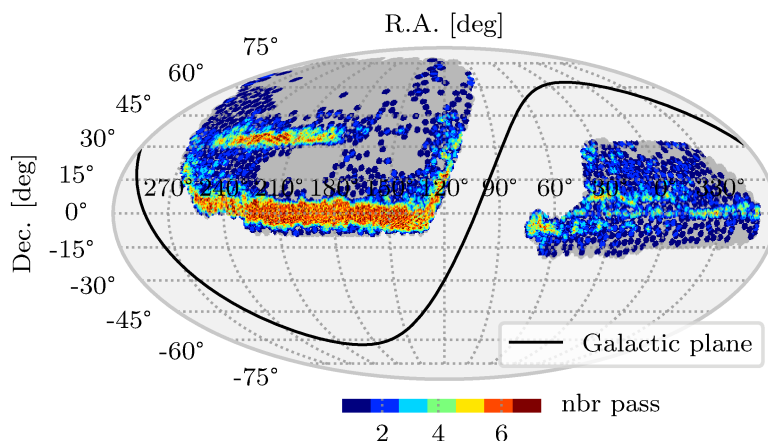 R.A. [deg]
75°
60°
45°
30°
15°
0°
-15°
-30°
-45°
-60°
-75°
Dec. [deg]
270° 240° 210° 180° 150° 120° 90° 60° 30° 0° 330°
Galactic plane
nbr pass
2 4 6